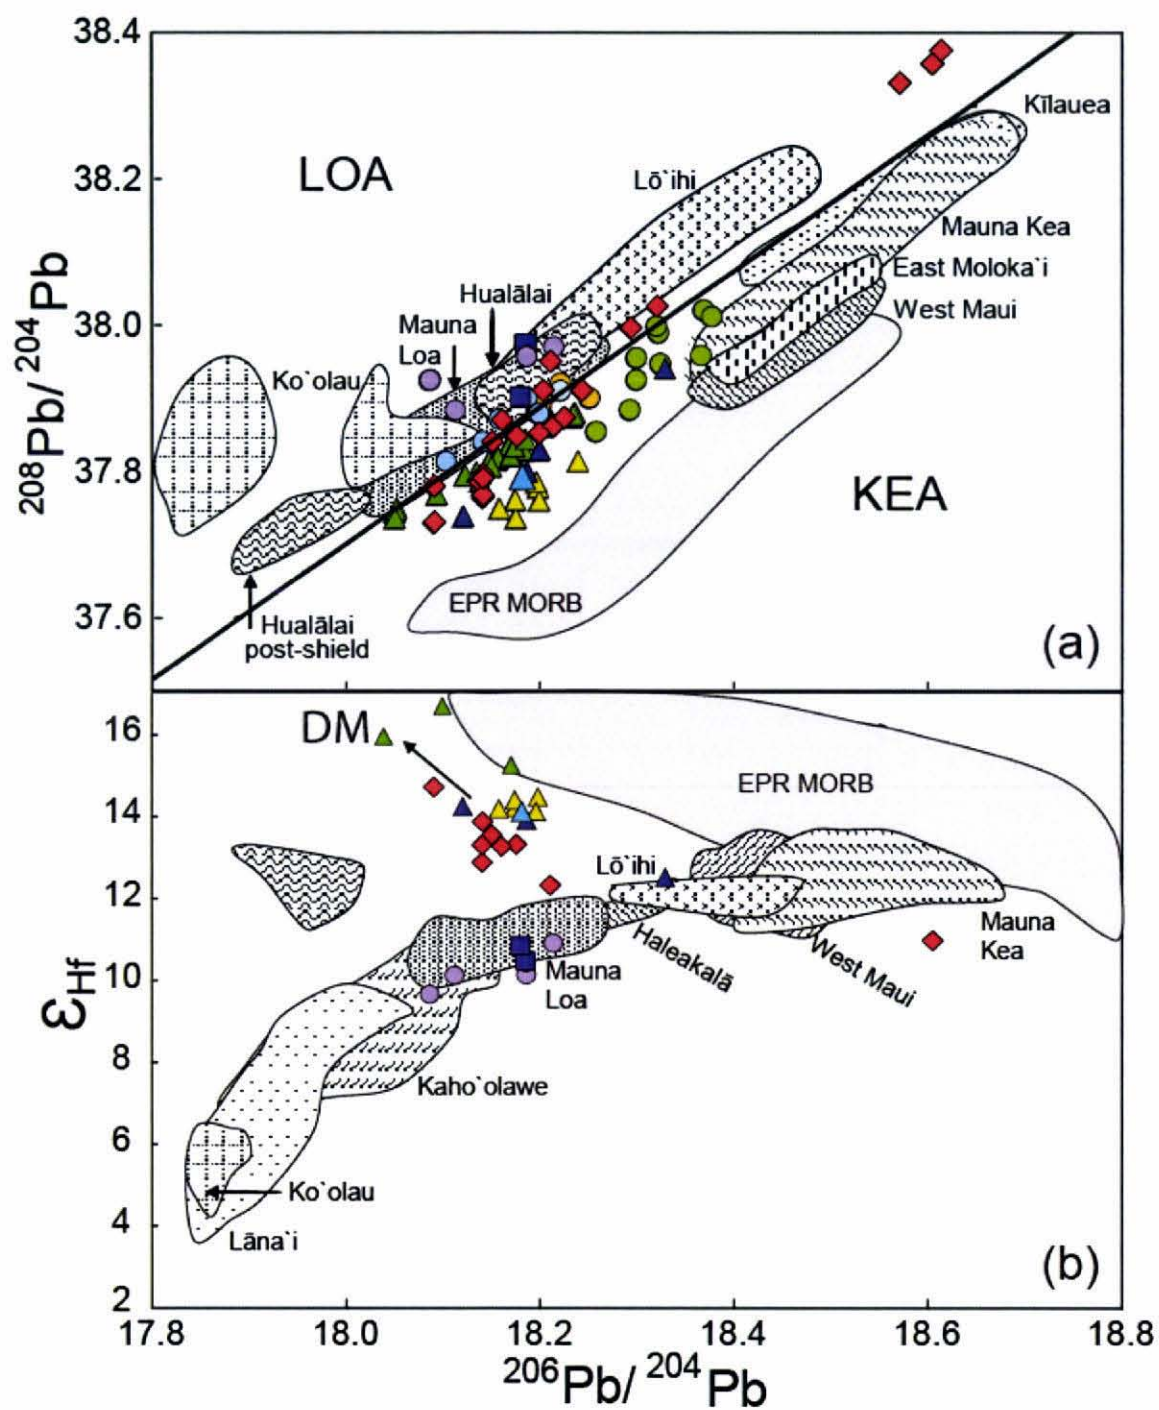 38.4
38.2
38.0
37.8
37.6
208Pb/ 204Pb
LOA
KEA
Kīlauea
Lō`ihi
Mauna Kea
East Moloka`i
West Maui
Hualālai
Mauna
Loa
Ko`olau
EPR MORB
Hualālai
post-shield
(a)
16
14
12
10
8
6
4
2
εHf
DM
EPR MORB
Lō`ihi
Mauna
Kea
West Maui
Haleakalā
Mauna
Loa
Kaho`olawe
Ko`olau
Lāna`i
(b)
17.8
18.0
18.2
18.4
18.6
18.8
206Pb/ 204Pb